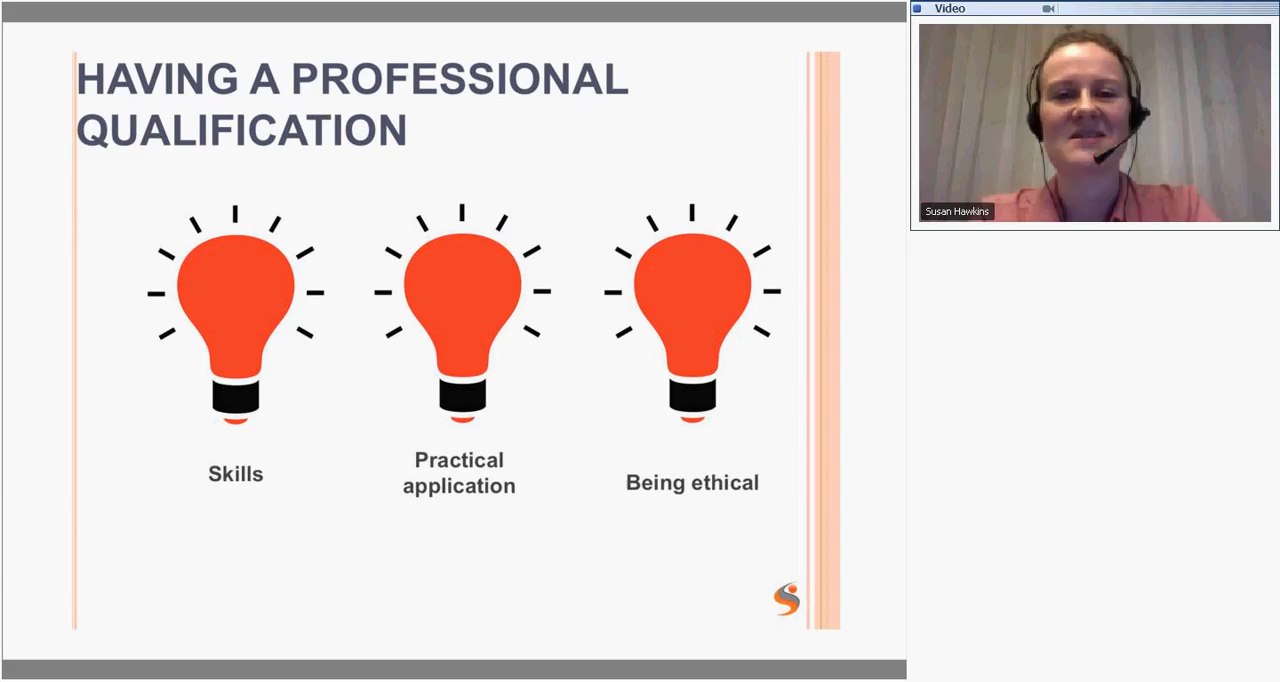 HAVING A PROFESSIONAL
QUALIFICATION
Skills
Practical
application
Being ethical
Video
Susan Hawkins